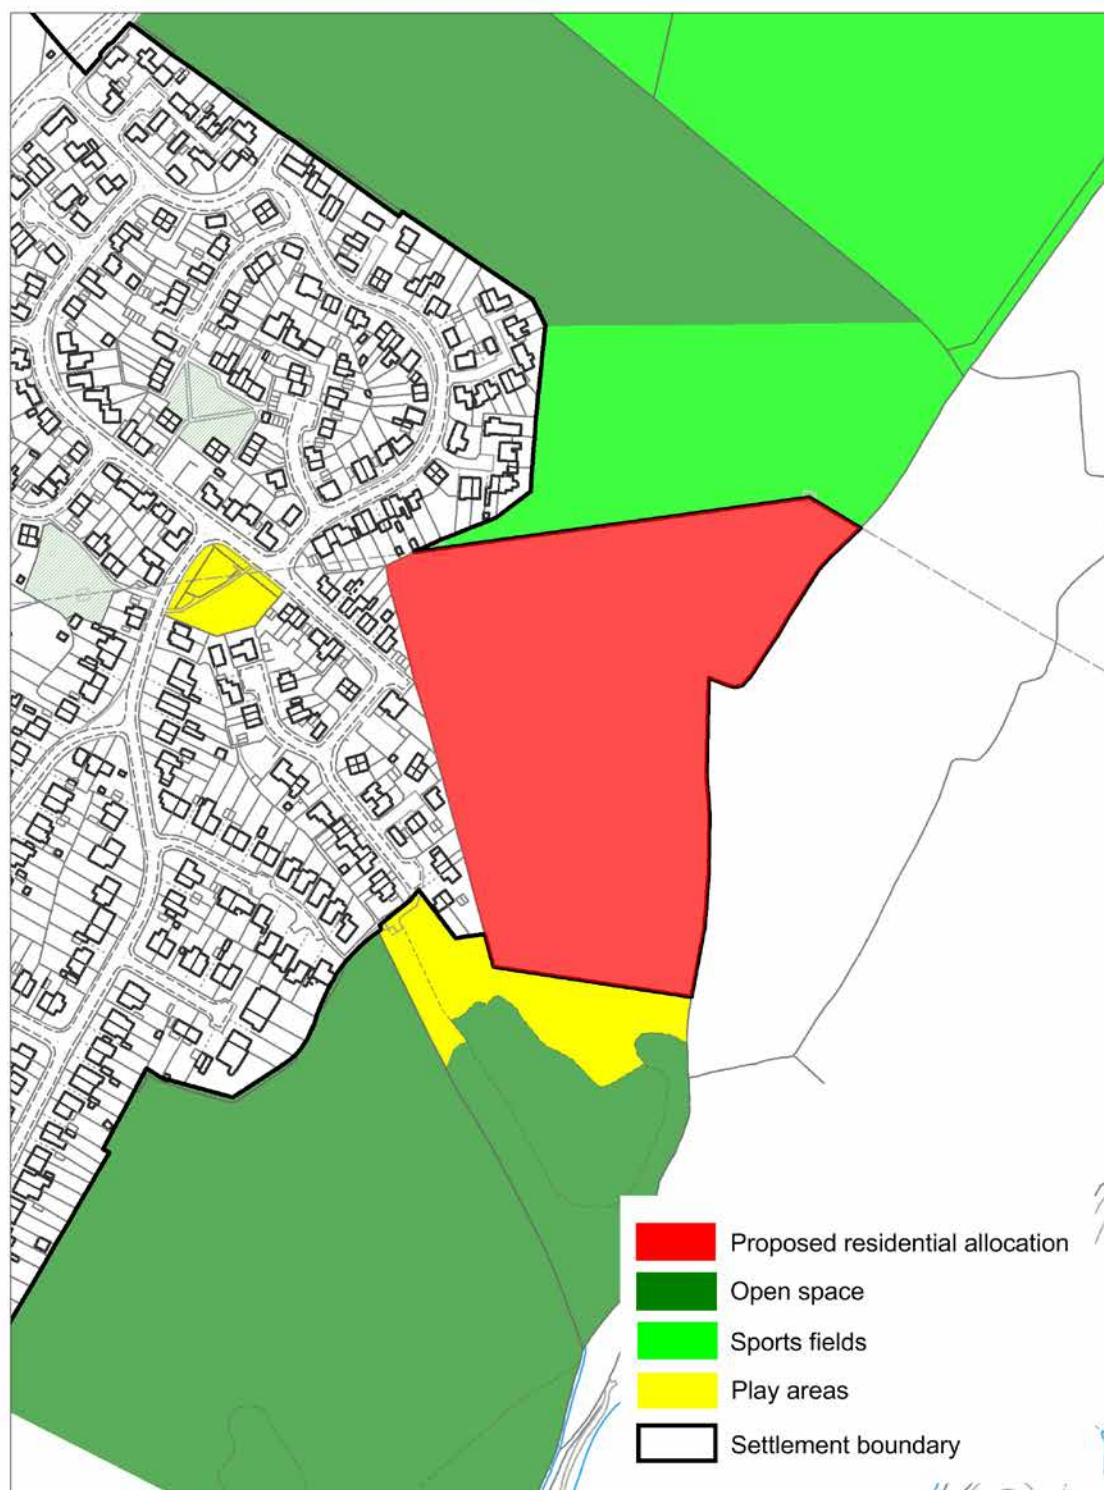 Proposed residential allocation
Open space
Sports fields
Play areas
Settlement boundary